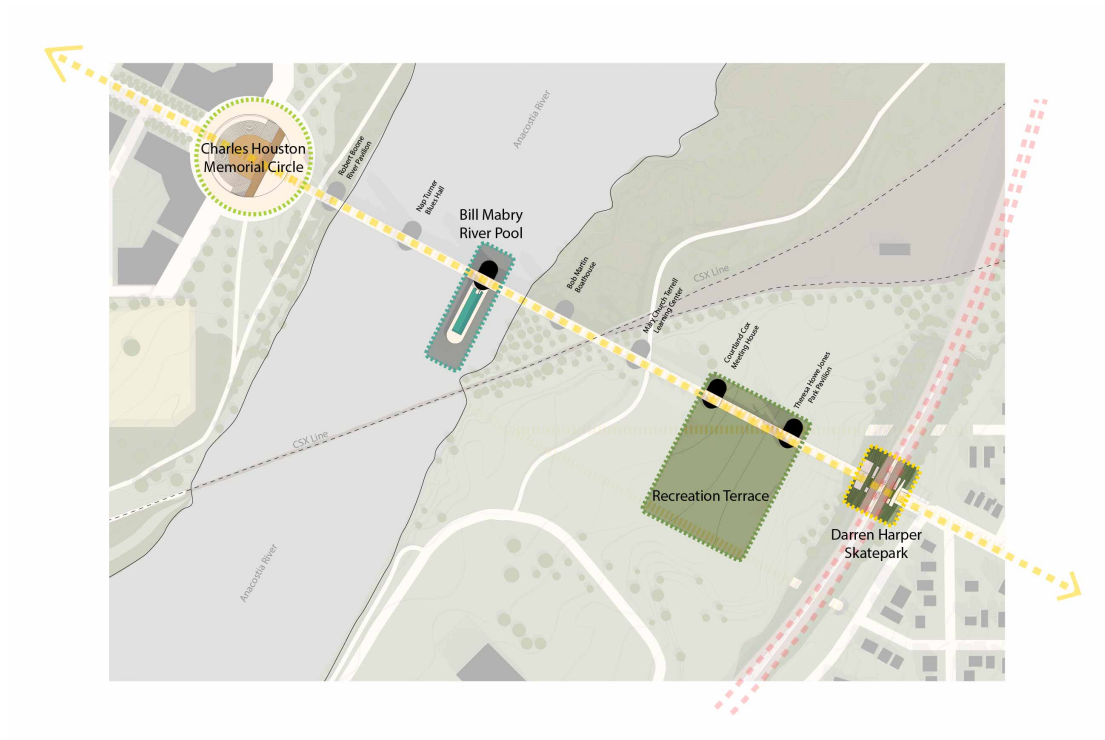 Anacostia River
Charles Houston
Memorial Circle
Robert Boone
River Pavilion
Nap Turner
Blues Hall
Bill Mabry
River Pool
Bob Martin
Boathouse
CSX Line
Mary Church Terrell
Learning Center
Courtland Cox
Meeting House
Theresa Howe Jones
Park Pavilion
CSX Line
Recreation Terrace
Darren Harper
Skatepark
Anacostia River